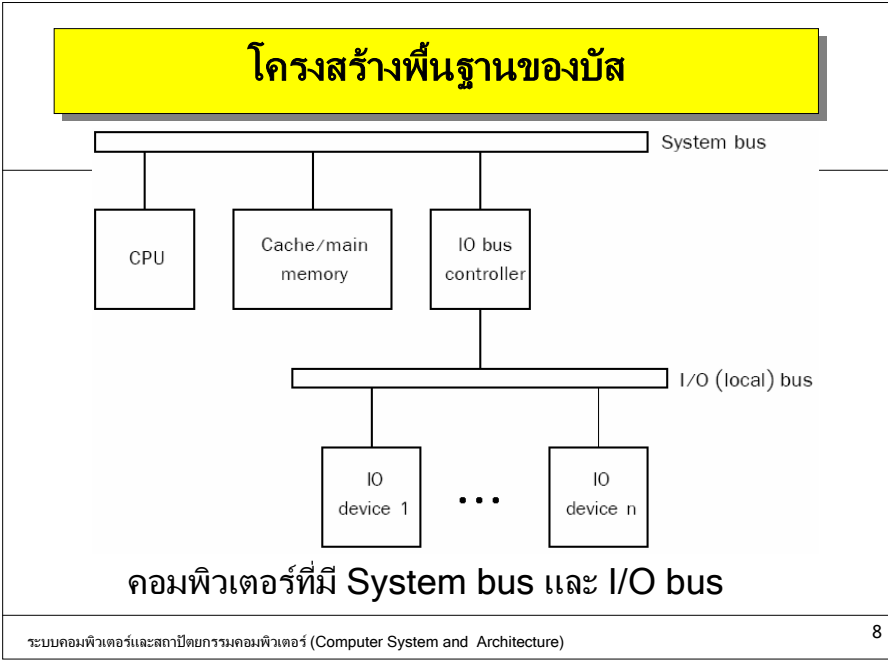 โครงสร้างพื้นฐานของบัส
System bus
CPU
Cache/main
memory
IO bus
controller
I/O (local) bus
IO
device 1
...
IO
device n
คอมพิวเตอร์ที่มี System bus และ I/O bus
ระบบคอมพิวเตอร์และสถาปัตยกรรมคอมพิวเตอร์ (Computer System and Architecture)
8